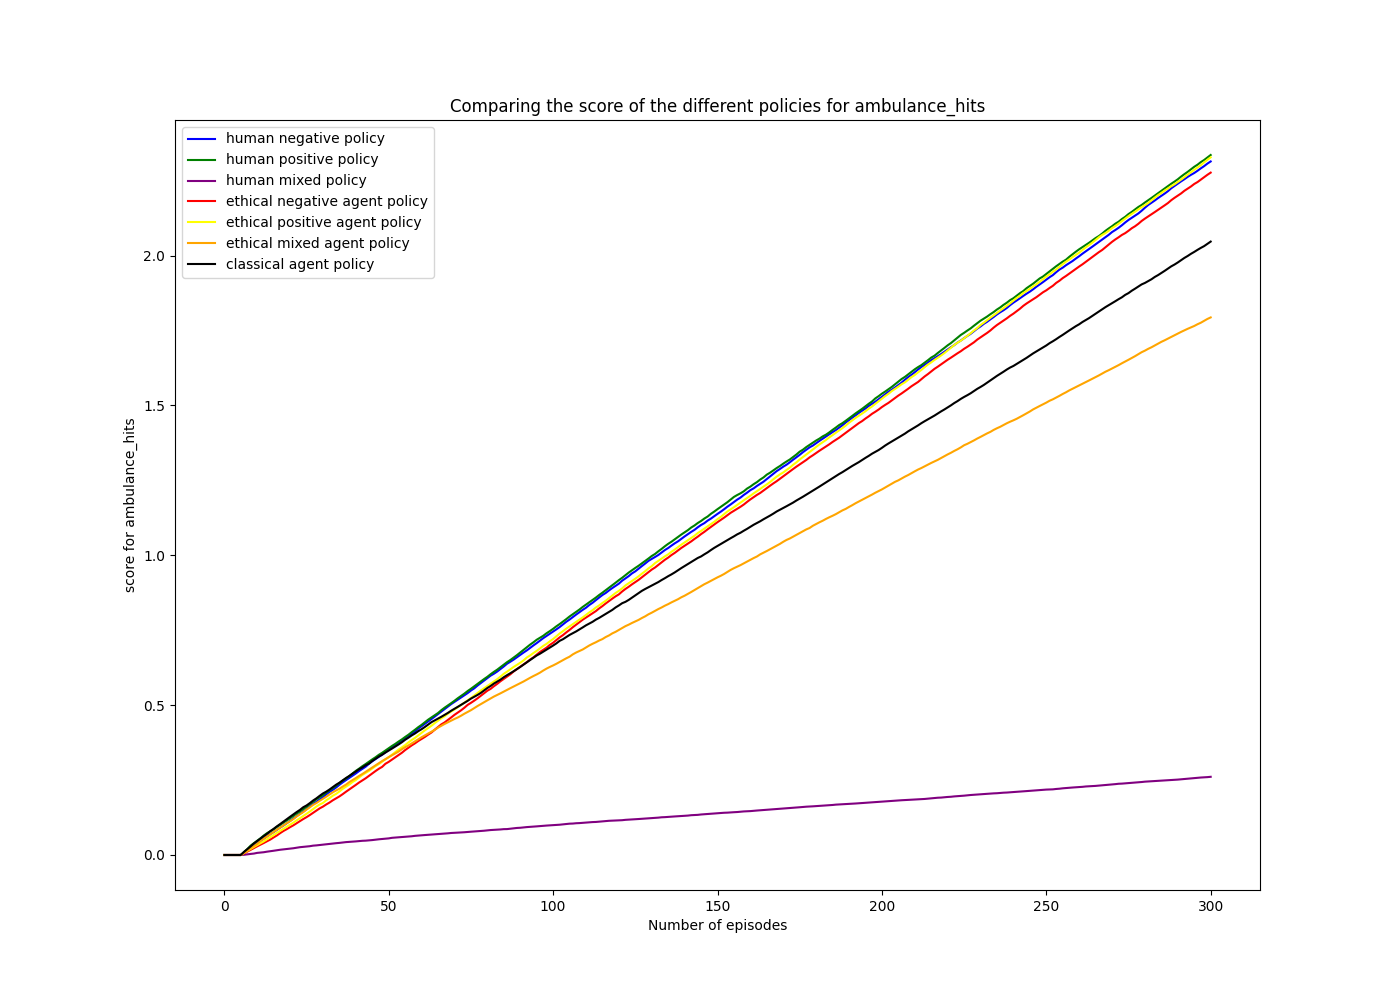 Comparing the score of the different policies for ambulance_hits
human negative policy
human positive policy
human mixed policy
ethical negative agent policy
ethical positive agent policy
ethical mixed agent policy
classical agent policy
score for ambulance_hits
2.0
1.5
1.0
0.5
0.0
0 50 100 150 200 250 300
Number of episodes